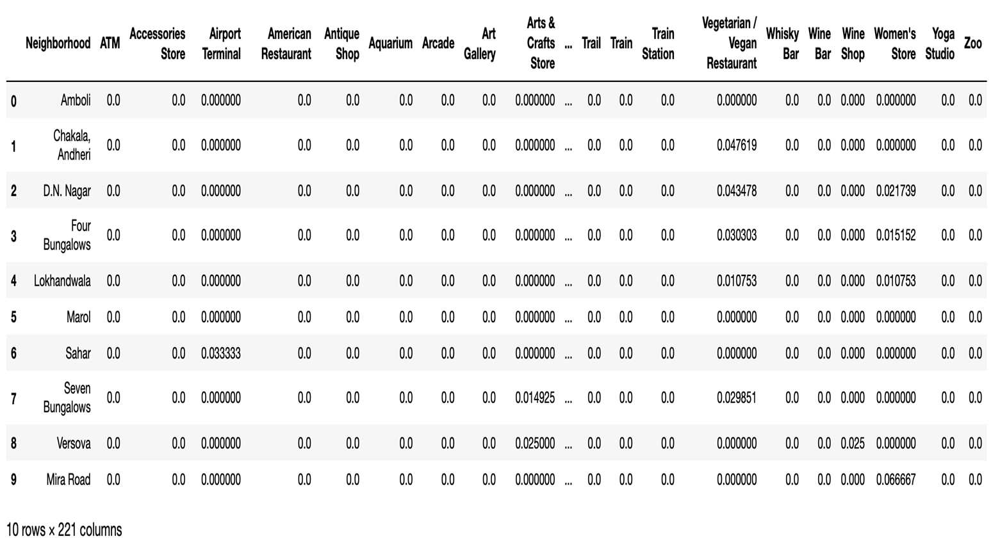 Neighborhood ATM Accessories Store Airport Terminal American Restaurant Antique Shop Aquarium Arcade Art Gallery Arts & Crafts Store ... Trail Train Train Station Vegetarian / Vegan Restaurant Whisky Bar Wine Bar Wine Shop Women's Store Yoga Studio Zoo
0 Amboli 0.0 0.0 0.000000 0.0 0.0 0.0 0.0 0.0 0.000000 ... 0.0 0.0 0.0 0.000000 0.0 0.0 0.000 0.000000 0.0 0.0
1 Chakala, Andheri 0.0 0.0 0.000000 0.0 0.0 0.0 0.0 0.0 0.000000 ... 0.0 0.0 0.0 0.047619 0.0 0.0 0.000 0.000000 0.0 0.0
2 D.N. Nagar 0.0 0.0 0.000000 0.0 0.0 0.0 0.0 0.0 0.000000 ... 0.0 0.0 0.0 0.043478 0.0 0.0 0.000 0.021739 0.0 0.0
3 Four Bungalows 0.0 0.0 0.000000 0.0 0.0 0.0 0.0 0.0 0.000000 ... 0.0 0.0 0.0 0.030303 0.0 0.0 0.000 0.015152 0.0 0.0
4 Lokhandwala 0.0 0.0 0.000000 0.0 0.0 0.0 0.0 0.0 0.000000 ... 0.0 0.0 0.0 0.010753 0.0 0.0 0.000 0.010753 0.0 0.0
5 Marol 0.0 0.0 0.000000 0.0 0.0 0.0 0.0 0.0 0.000000 ... 0.0 0.0 0.0 0.000000 0.0 0.0 0.000 0.000000 0.0 0.0
6 Sahar 0.0 0.0 0.033333 0.0 0.0 0.0 0.0 0.0 0.000000 ... 0.0 0.0 0.0 0.000000 0.0 0.0 0.000 0.000000 0.0 0.0
7 Seven Bungalows 0.0 0.0 0.000000 0.0 0.0 0.0 0.0 0.0 0.014925 ... 0.0 0.0 0.0 0.029851 0.0 0.0 0.000 0.000000 0.0 0.0
8 Versova 0.0 0.0 0.000000 0.0 0.0 0.0 0.0 0.0 0.025000 ... 0.0 0.0 0.0 0.000000 0.0 0.0 0.025 0.000000 0.0 0.0
9 Mira Road 0.0 0.0 0.000000 0.0 0.0 0.0 0.0 0.0 0.000000 ... 0.0 0.0 0.0 0.000000 0.0 0.0 0.000 0.066667 0.0 0.0
10 rows × 221 columns